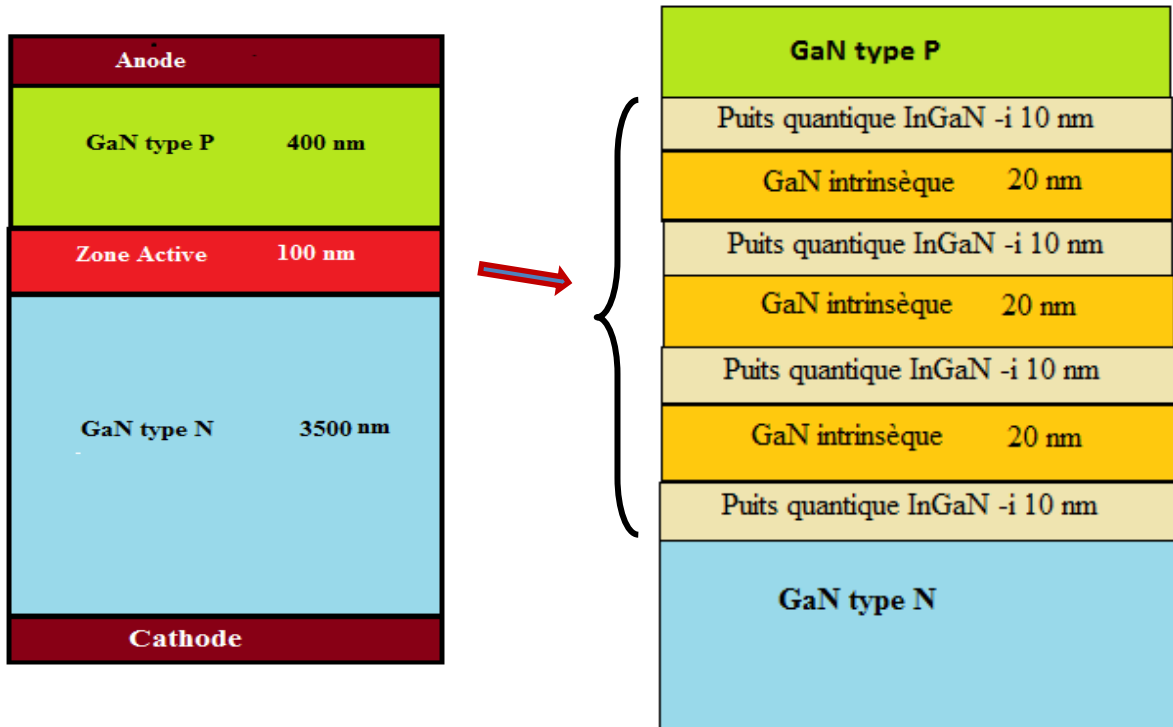 Anode
GaN type P 400 nm
Zone Active 100 nm
GaN type N 3500 nm
Cathode
GaN type P
Puits quantique InGaN -i 10 nm
GaN intrinsèque 20 nm
Puits quantique InGaN -i 10 nm
GaN intrinsèque 20 nm
Puits quantique InGaN -i 10 nm
GaN intrinsèque 20 nm
Puits quantique InGaN -i 10 nm
GaN type N